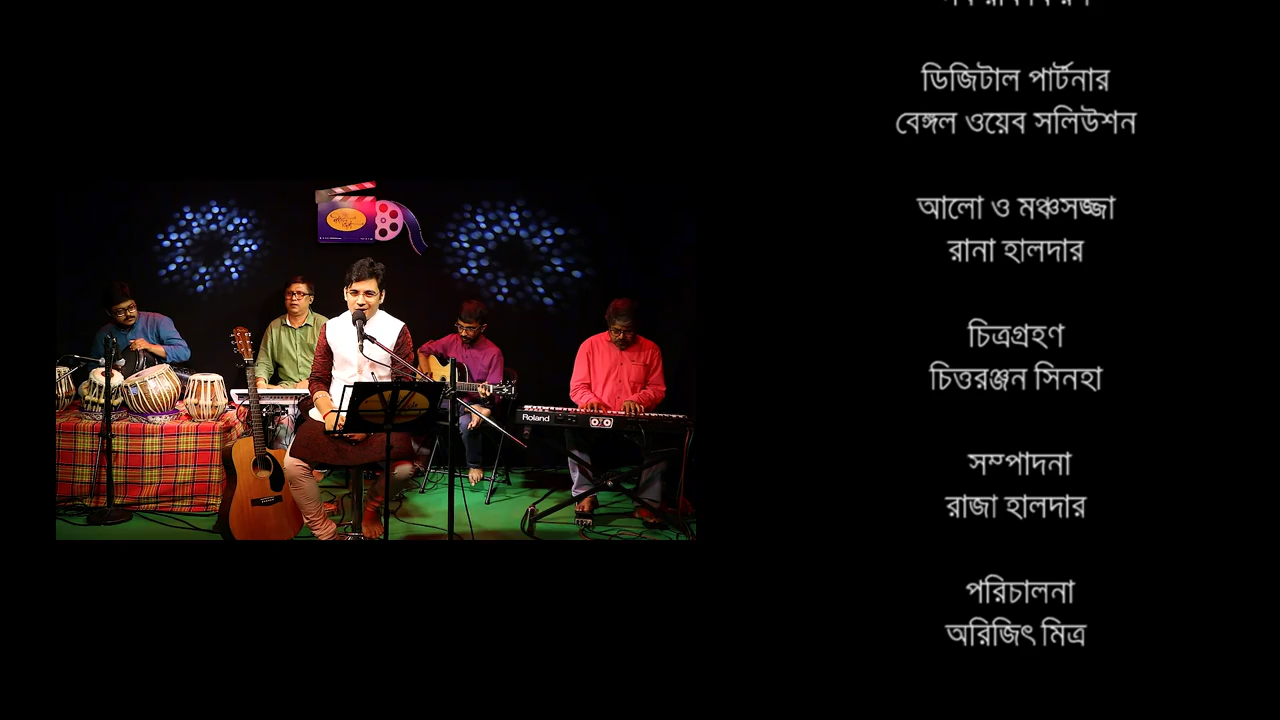 ডিজিটাল পার্টনার
বেঙ্গল ওয়েব সলিউশন
আলো ও মঞ্চসজ্জা
রানা হালদার
চিত্রগ্রহণ
চিত্তরঞ্জন সিনহা
সম্পাদনা
রাজা হালদার
পরিচালনা
অরিজিৎ মিত্র
Roland